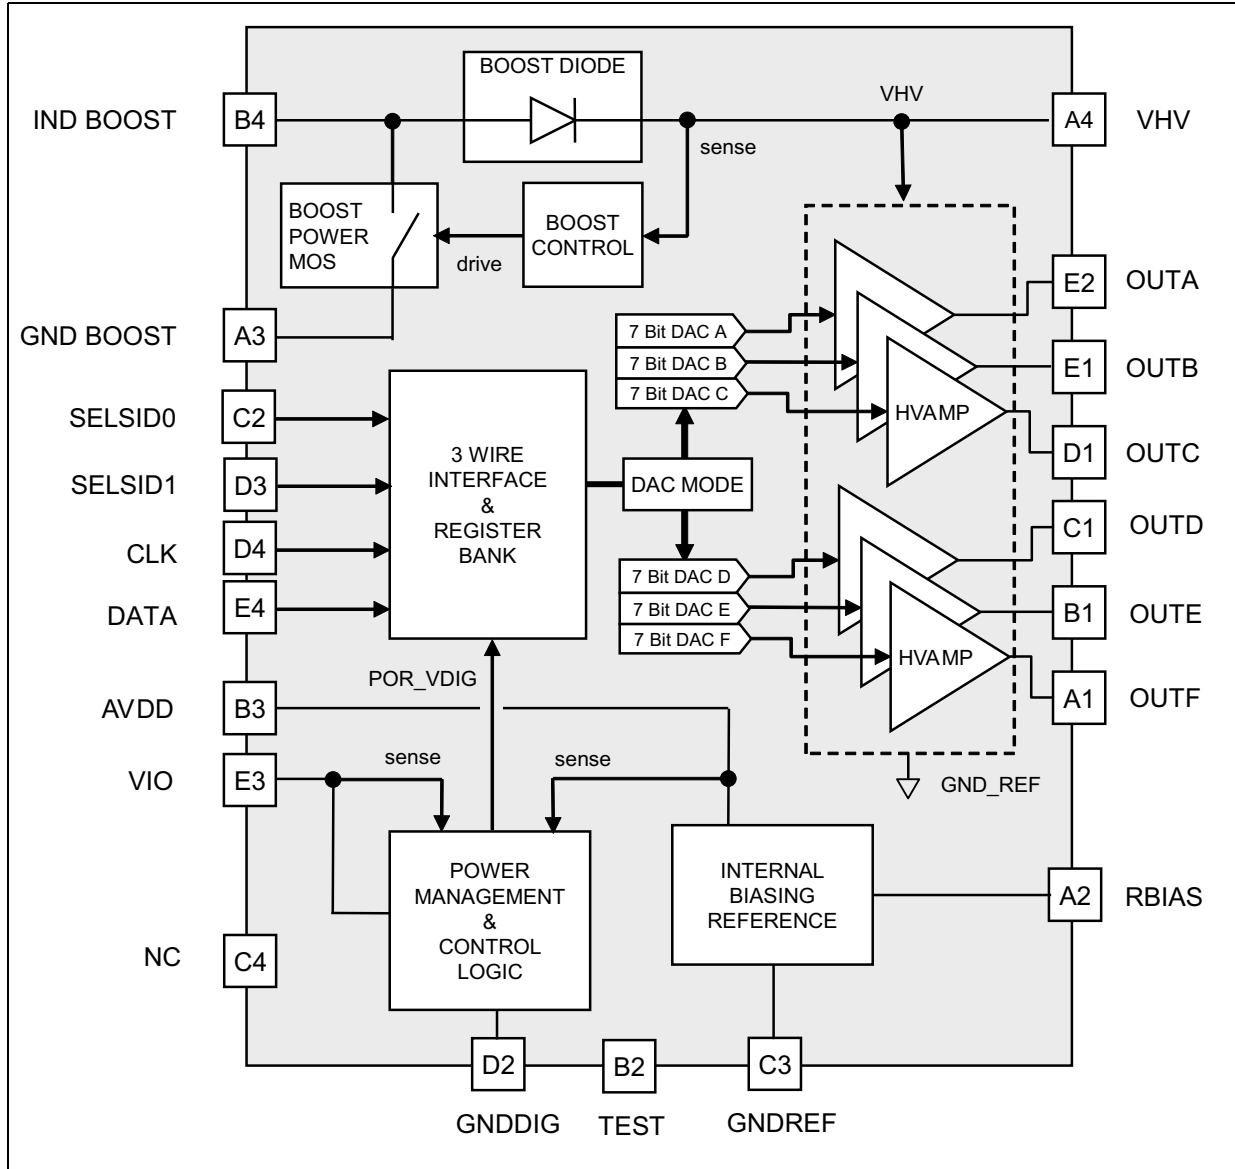 BOOST DIODE
VHV
IND BOOST
B4
A4
VHV
sense
BOOST
POWER
MOS
BOOST
CONTROL
drive
GND BOOST
A3
E2
OUTA
7 Bit DAC A
7 Bit DAC B
7 Bit DAC C
HVAMP
E1
OUTB
D1
OUTC
SELSID0
C2
SELSID1
D3
CLK
D4
DATA
E4
3 WIRE
INTERFACE
&
REGISTER
BANK
DAC MODE
7 Bit DAC D
7 Bit DAC E
7 Bit DAC F
HVAMP
C1
OUTD
B1
OUTE
A1
OUTF
POR_VDIG
AVDD
B3
VIO
E3
sense
sense
GND_REF
POWER
MANAGEMENT
&
CONTROL
LOGIC
INTERNAL
BIASING
REFERENCE
A2
RBIAS
NC
C4
D2
B2
C3
GNDDIG
TEST
GNDREF